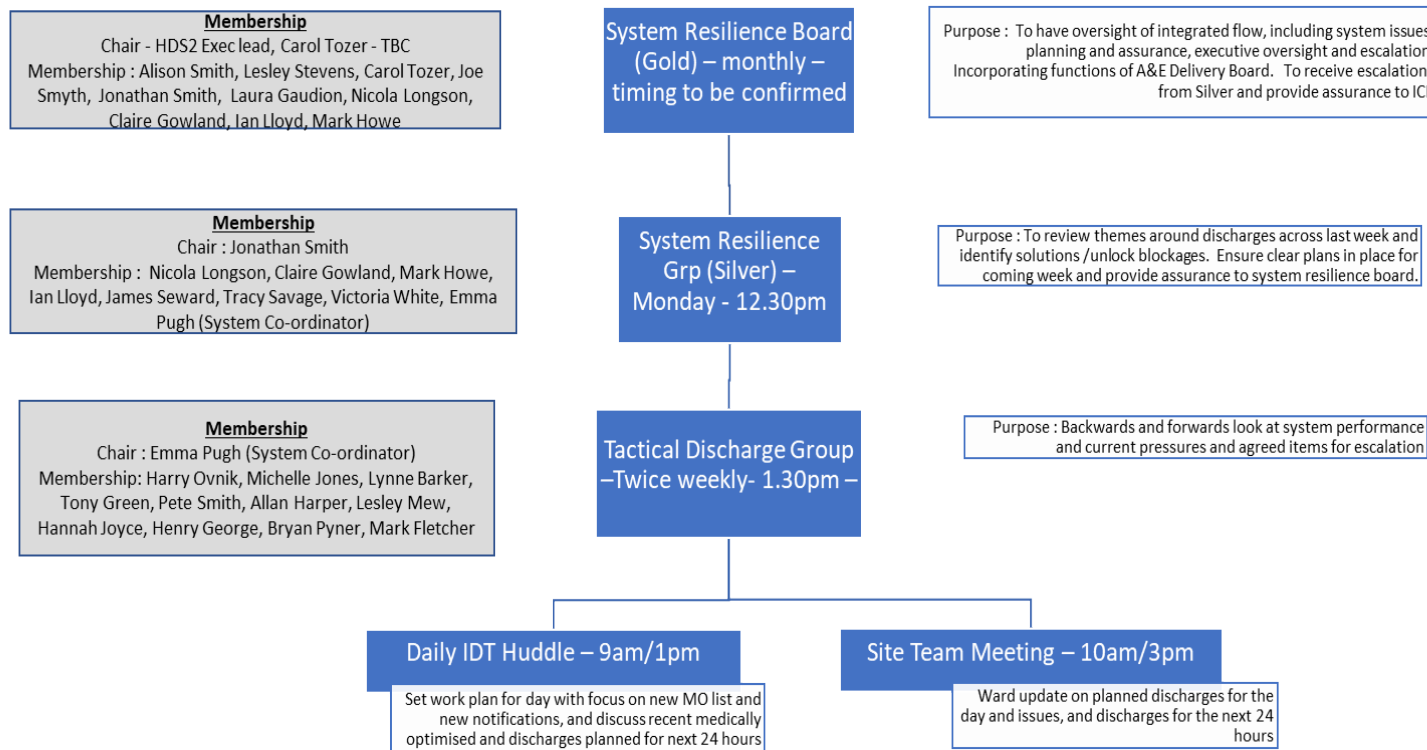 Membership
Chair - HDS2 Exec lead, Carol Tozer - TBC
Membership : Alison Smith, Lesley Stevens, Carol Tozer, Joe
Smyth, Jonathan Smith, Laura Gaudion, Nicola Longson,
Claire Gowland, Ian Lloyd, Mark Howe
System Resilience Board
(Gold) – monthly –
timing to be confirmed
Purpose : To have oversight of integrated flow, including system issues
planning and assurance, executive oversight and escalation
Incorporating functions of A&E Delivery Board. To receive escalation
from Silver and provide assurance to
Membership
Chair : Jonathan Smith
Membership : Nicola Longson, Claire Gowland, Mark Howe,
Ian Lloyd, James Seward, Tracy Savage, Victoria White, Emma
Pugh (System Co-ordinator)
System Resilience
Grp (Silver) –
Monday - 12.30pm
Purpose : To review themes around discharges across last week and
identify solutions /unlock blockages. Ensure clear plans in place for
coming week and provide assurance to system resilience board.
Membership
Chair : Emma Pugh (System Co-ordinator)
Membership: Harry Ovnik, Michelle Jones, Lynne Barker,
Tony Green, Pete Smith, Allan Harper, Lesley Mew,
Hannah Joyce, Henry George, Bryan Pyner, Mark Fletcher
Tactical Discharge Group
–Twice weekly- 1.30pm –
Purpose : Backwards and forwards look at system performance
and current pressures and agreed items for escalation
Daily IDT Huddle – 9am/1pm
Set work plan for day with focus on new MO list and
new notifications, and discuss recent medically
optimised and discharges planned for next 24 hours
Site Team Meeting – 10am/3pm
Ward update on planned discharges for the
day and issues, and discharges for the next 24
hours